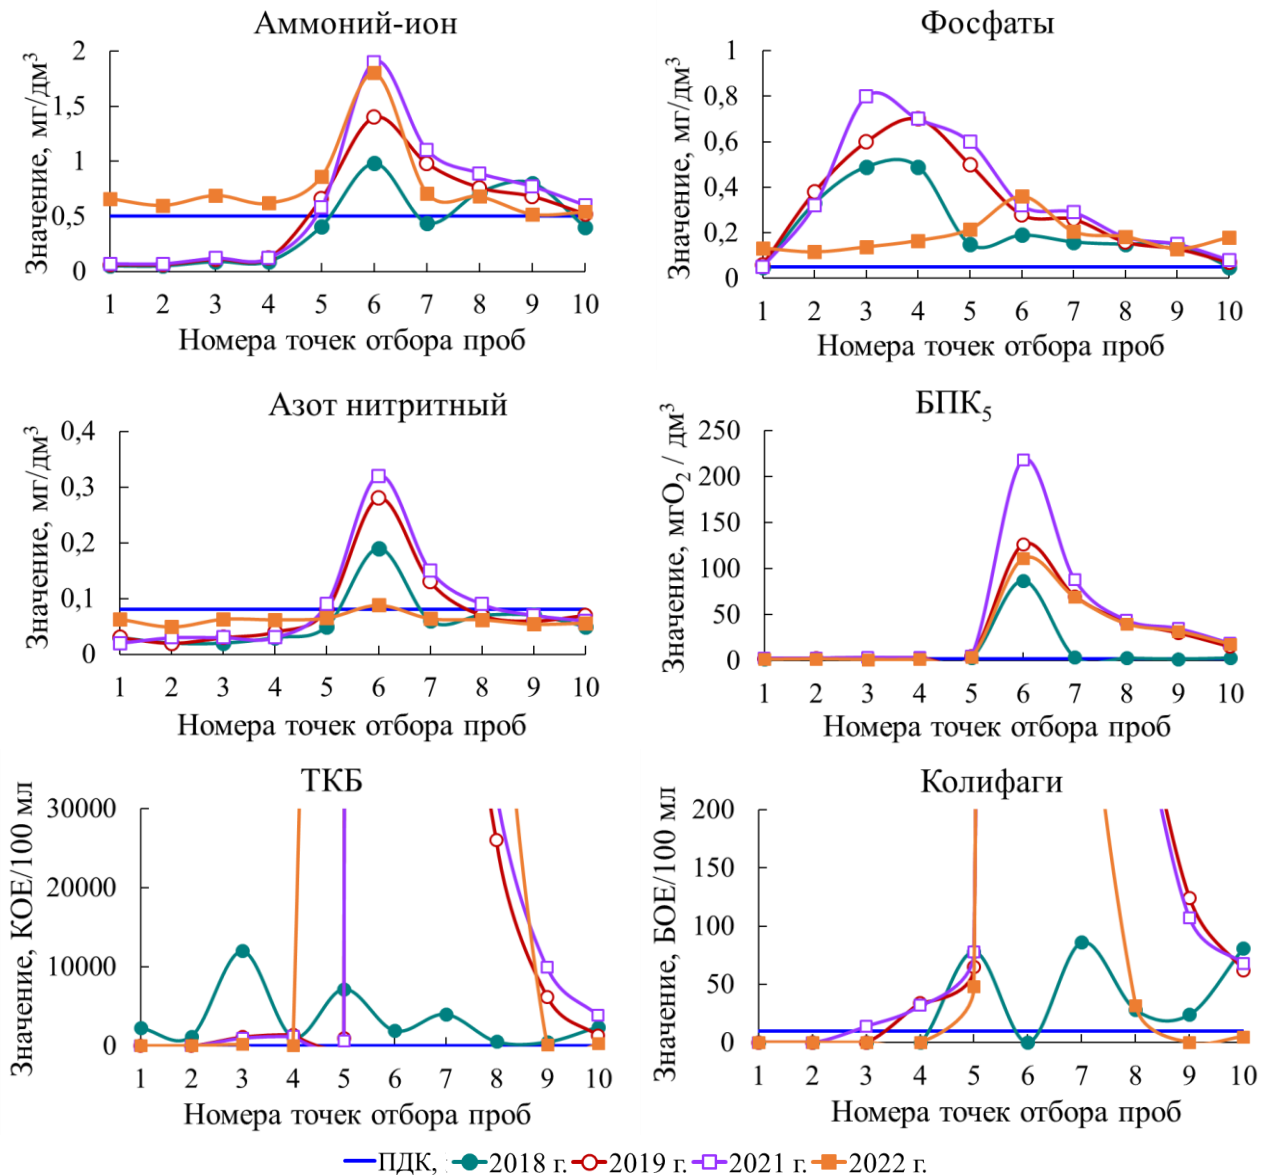 Аммоний-ион
Значение, мг/дм³
2
1,5
1
0,5
0
1 2 3 4 5 6 7 8 9 10
Номера точек отбора проб
Фосфаты
Значение, мг/дм³
1
0,8
0,6
0,4
0,2
0
1 2 3 4 5 6 7 8 9 10
Номера точек отбора проб
Азот нитритный
Значение, мг/дм³
0,4
0,3
0,2
0,1
0
1 2 3 4 5 6 7 8 9 10
Номера точек отбора проб
БПК₅
Значение, мгО₂ / дм³
250
200
150
100
50
0
1 2 3 4 5 6 7 8 9 10
Номера точек отбора проб
ТКБ
Значение, КОЕ/100 мл
30000
20000
10000
0
1 2 3 4 5 6 7 8 9 10
Номера точек отбора проб
Колифаги
Значение, БОЕ/100 мл
200
150
100
50
0
1 2 3 4 5 6 7 8 9 10
Номера точек отбора проб
ПДК, 2018 г. 2019 г. 2021 г. 2022 г.